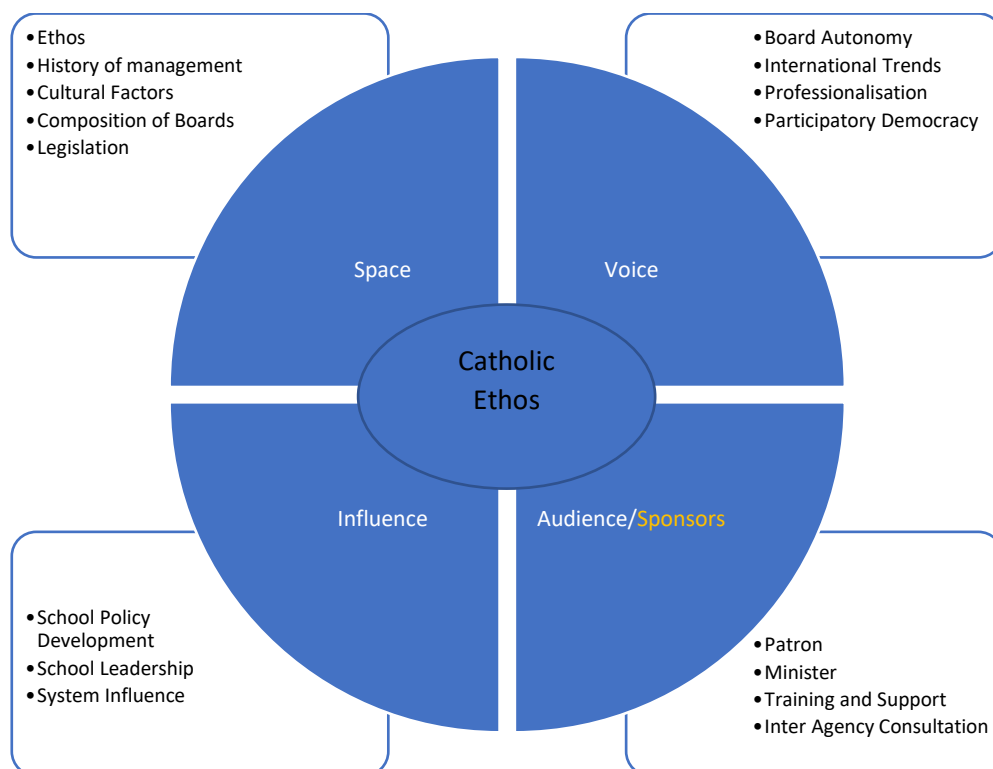 •Ethos
•History of management
•Cultural Factors
•Composition of Boards
•Legislation
•Board Autonomy
•International Trends
•Professionalisation
•Participatory Democracy
Space
Voice
Catholic
Ethos
Influence
Audience/Sponsors
•School Policy
Development
•School Leadership
•System Influence
•Patron
•Minister
•Training and Support
•Inter Agency Consultation